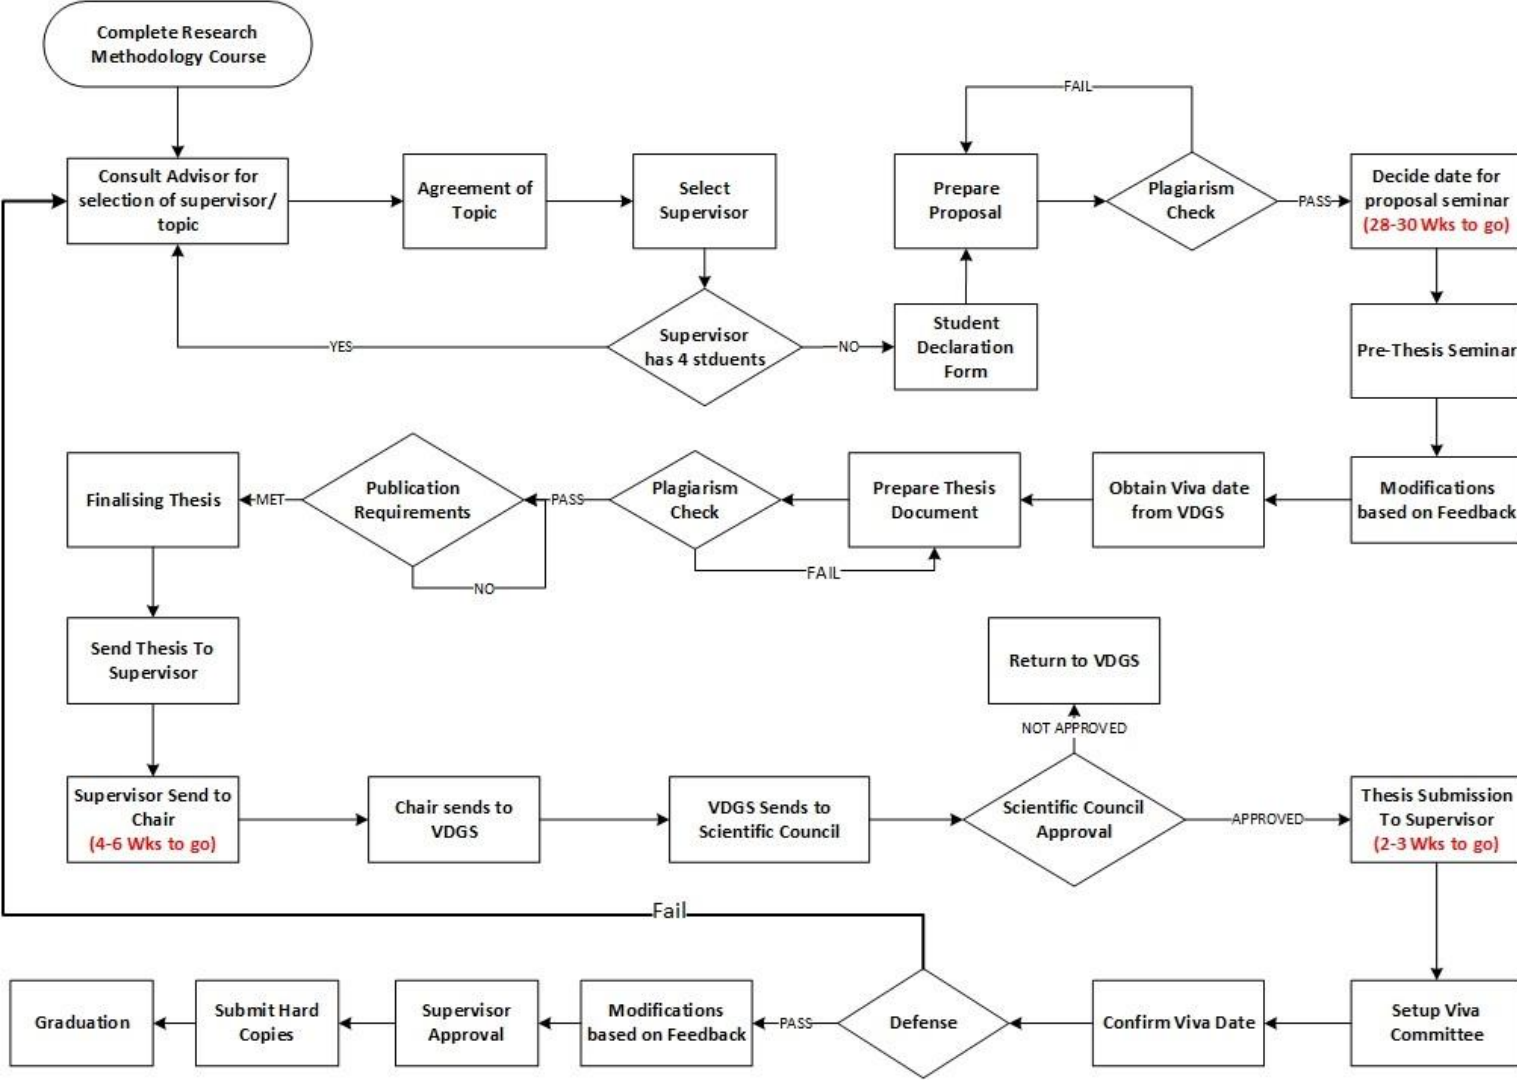 Complete Research
Methodology Course
Consult Advisor for
selection of supervisor/
topic
Agreement of
Topic
Select
Supervisor
Supervisor
has 4 stduents
YES
NO
Student
Declaration
Form
Prepare
Proposal
FAIL
Plagiarism
Check
PASS
Decide date for
proposal seminar
(28-30 Wks to go)
Pre-Thesis Seminar
Modifications
based on Feedback
Obtain Viva date
from VDGS
Prepare Thesis
Document
Plagiarism
Check
FAIL
PASS
Publication
Requirements
NO
MET
Finalising Thesis
Send Thesis To
Supervisor
Supervisor Send to
Chair
(4-6 Wks to go)
Chair sends to
VDGS
VDGS Sends to
Scientific Council
Scientific Council
Approval
NOT APPROVED
Return to VDGS
APPROVED
Thesis Submission
To Supervisor
(2-3 Wks to go)
Setup Viva
Committee
Confirm Viva Date
Defense
Fail
PASS
Modifications
based on Feedback
Supervisor
Approval
Submit Hard
Copies
Graduation